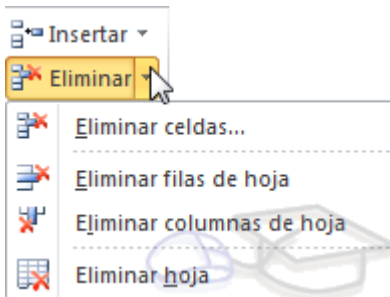 Insertar
Eliminar
Eliminar celdas...
Eliminar filas de hoja
Eliminar columnas de hoja
Eliminar hoja